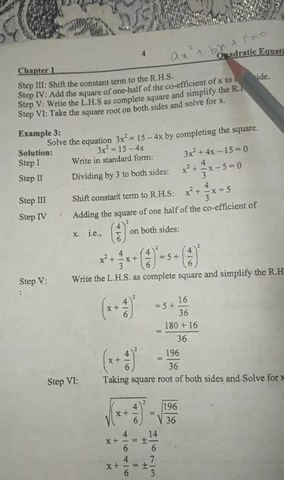 ax² + bx + c = 0
4
Chapter 1 Quadratic Equati
Step III: Shift the constant term to the R.H.S.
Step IV: Add the square of one-half of the co-efficient of x to side.
Step V: Write the L.H.S as complete square and simplify the R.H
Step VI: Take the square root on both sides and solve for x.
Example 3:
Solve the equation 3x² = 15 – 4x by completing the square.
Solution: 3x² = 15 – 4x
Step I Write in standard form: 3x² + 4x – 15 = 0
Step II Dividing by 3 to both sides: x² + 4/3 x – 5 = 0
Step III Shift constant term to R.H.S: x² + 4/3 x = 5
Step IV Adding the square of one half of the co-efficient of
x. i.e., (4/6)² on both sides:
x² + 4/3 x + (4/6)² = 5 + (4/6)²
Step V: Write the L.H.S as complete square and simplify the R.H
:
(x + 4/6)² = 5 + 16/36
= 180 + 16/36
(x + 4/6)² = 196/36
Step VI: Taking square root of both sides and Solve for x
√(x + 4/6)² = √196/36
x + 4/6 = ± 14/6
x + 4/6 = ± 7/3